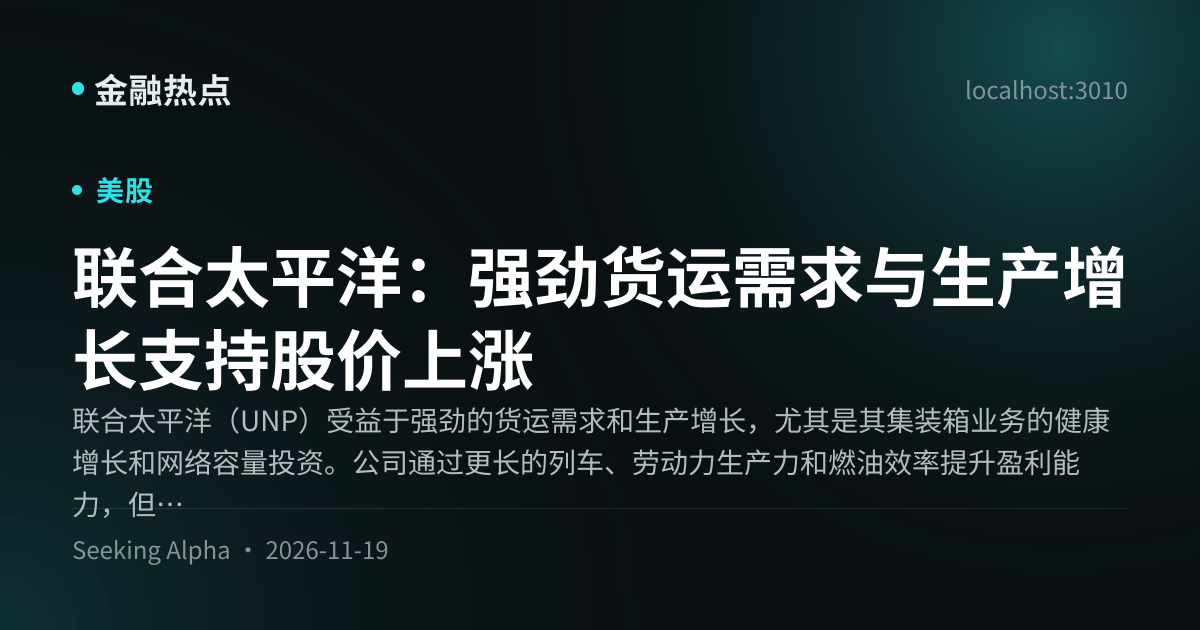 金融热点
localhost:3010
美股
联合太平洋：强劲货运需求与生产增
长支持股价上涨
联合太平洋（UNP）受益于强劲的货运需求和生产增长，尤其是其集装箱业务的健康
增长和网络容量投资。公司通过更长的列车、劳动力生产力和燃油效率提升盈利能
力，但…
Seeking Alpha · 2026-11-19